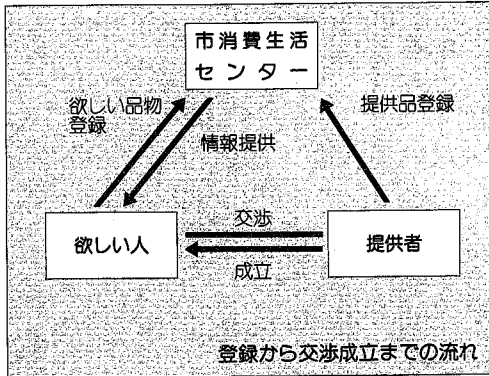 市消費生活
センター
欲しい品物
登録
情報提供
提供品登録
欲しい人
交渉
成立
提供者
登録から交渉成立までの流れ